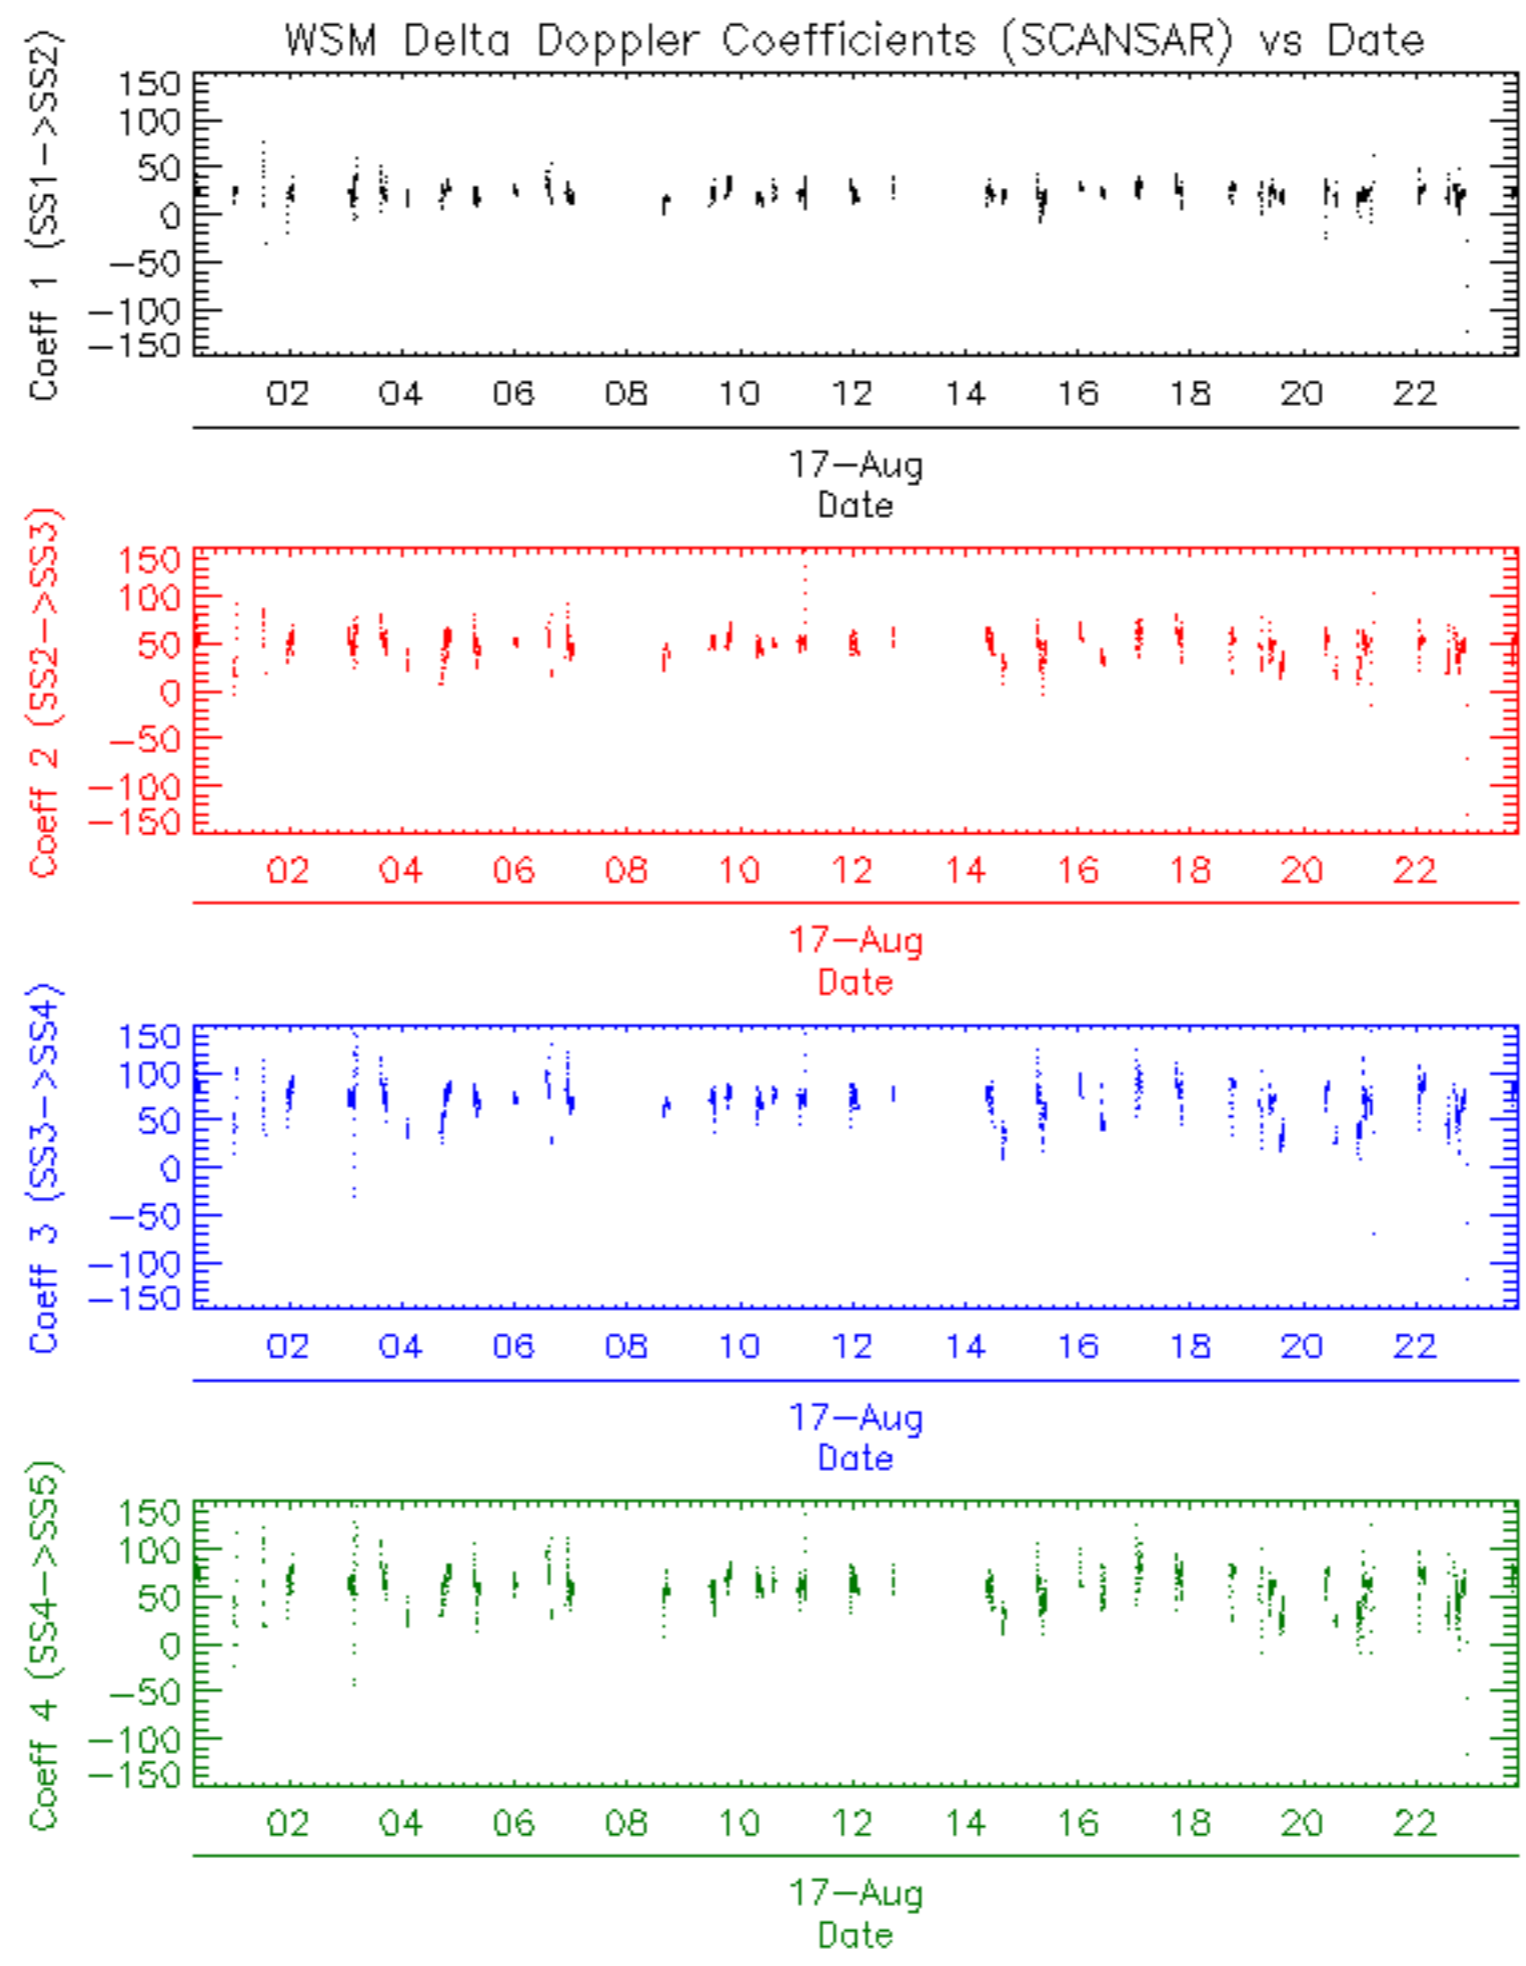 WSM Delta Doppler Coefficients (SCANSAR) vs Date
Coeff 1 (SS1->SS2)
150
100
50
0
-50
-100
-150
02 04 06 08 10 12 14 16 18 20 22
17-Aug
Date
Coeff 2 (SS2->SS3)
150
100
50
0
-50
-100
-150
02 04 06 08 10 12 14 16 18 20 22
17-Aug
Date
Coeff 3 (SS3->SS4)
150
100
50
0
-50
-100
-150
02 04 06 08 10 12 14 16 18 20 22
17-Aug
Date
Coeff 4 (SS4->SS5)
150
100
50
0
-50
-100
-150
02 04 06 08 10 12 14 16 18 20 22
17-Aug
Date